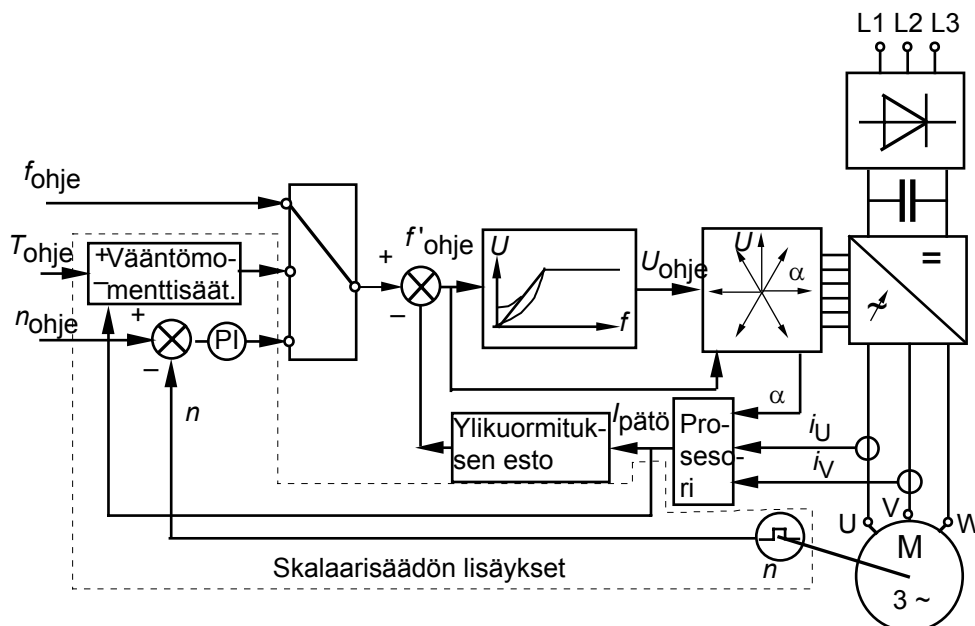 L1 L2 L3
f ohje
T ohje
+
–
Vääntömo-
menttisäät.
n ohje
+
–
PI
n
+
–
f'ohje
U
f
U ohje
U
α
=
α
I pätö
Ylikuormituk-
sen esto
Pro-
sesso-
ri
i U
i V
U
V
W
M
3 ~
n
Skalaarisäädön lisäykset